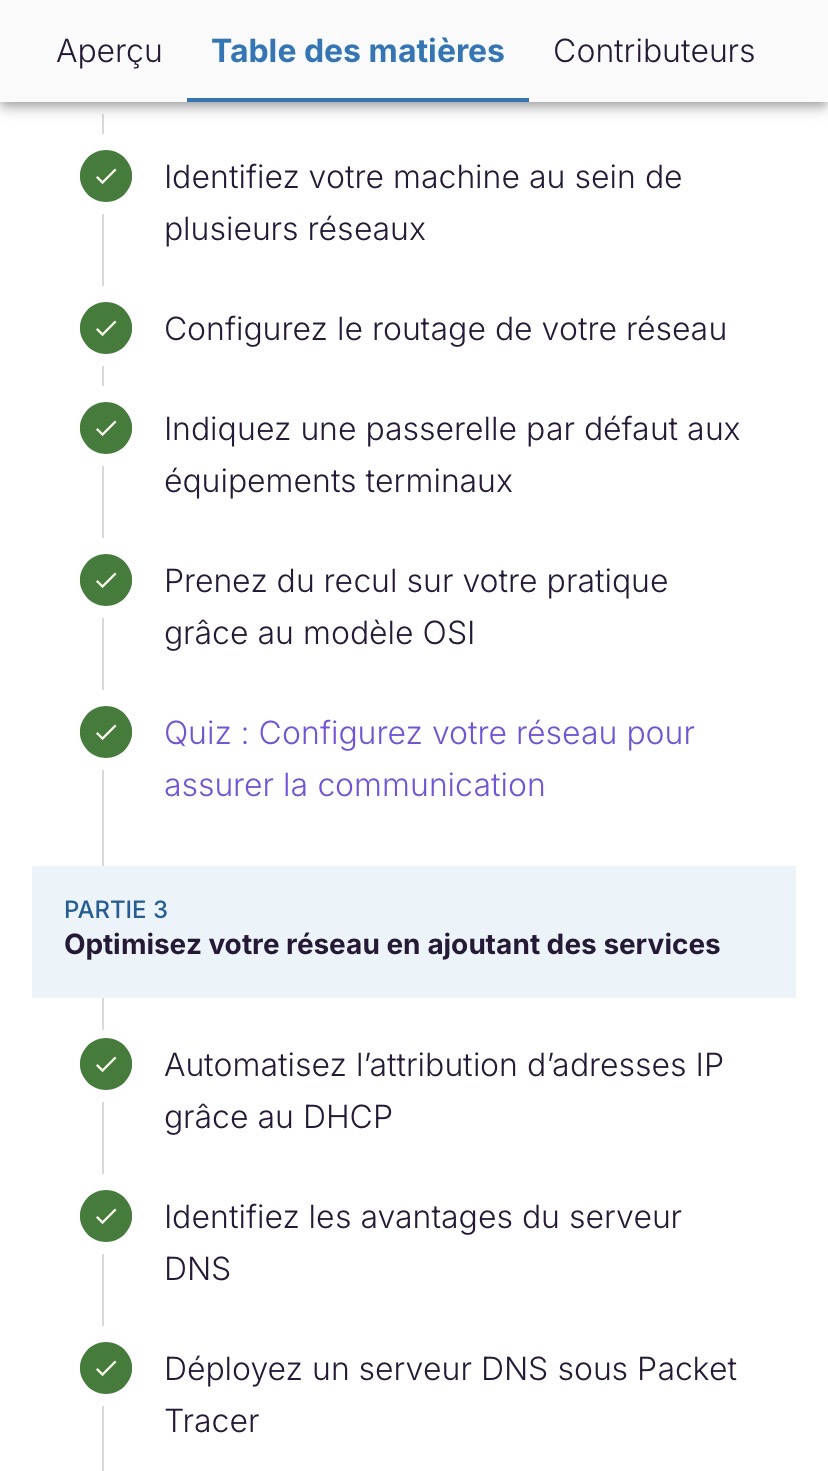 Aperçu Table des matières Contributeurs
Identifiez votre machine au sein de
plusieurs réseaux
Configurez le routage de votre réseau
Indiquez une passerelle par défaut aux
équipements terminaux
Prenez du recul sur votre pratique
grâce au modèle OSI
Quiz : Configurez votre réseau pour
assurer la communication
PARTIE 3
Optimisez votre réseau en ajoutant des services
Automatisez l’attribution d’adresses IP
grâce au DHCP
Identifiez les avantages du serveur
DNS
Déployez un serveur DNS sous Packet
Tracer